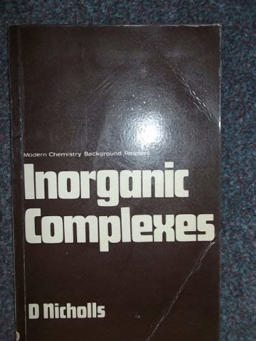 Modern Chemistry Background Readers
Inorganic
Complexes
D Nicholls